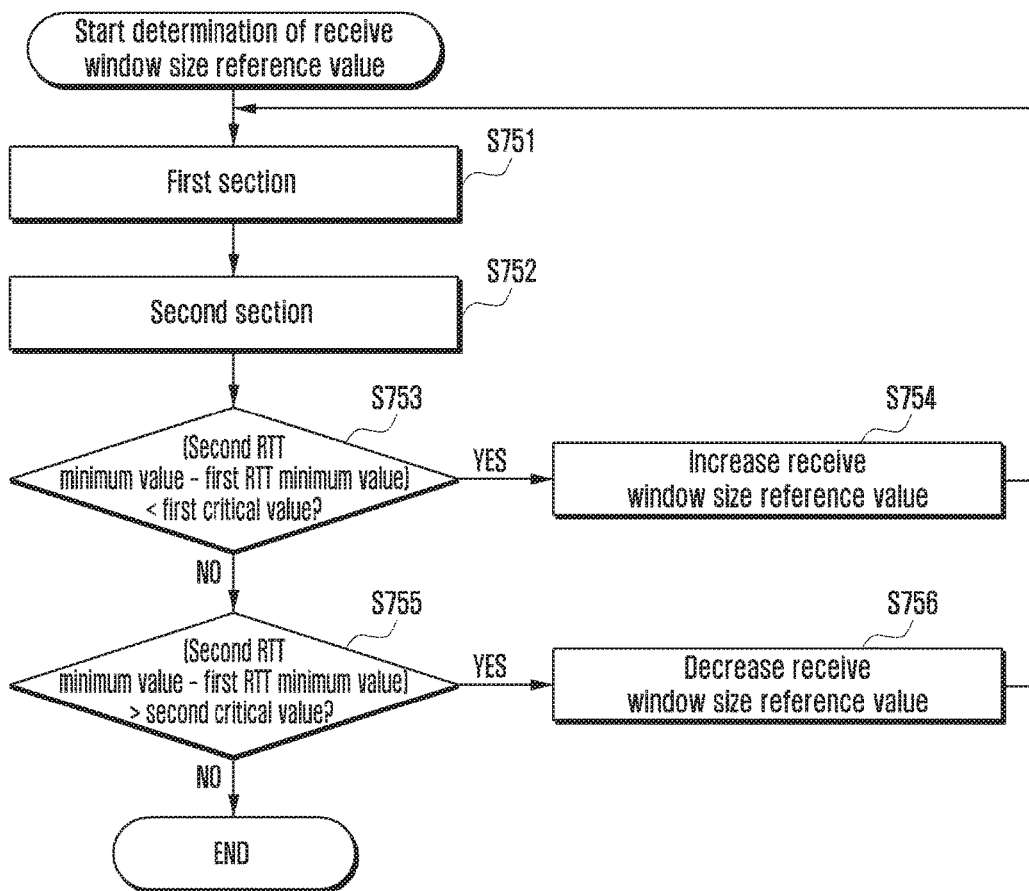 Start determination of receive
window size reference value
S751
First section
S752
Second section
S753
(Second RTT
minimum value - first RTT minimum value)
< first critical value?
YES
S754
Increase receive
window size reference value
NO
S755
(Second RTT
minimum value - first RTT minimum value)
> second critical value?
YES
S756
Decrease receive
window size reference value
NO
END